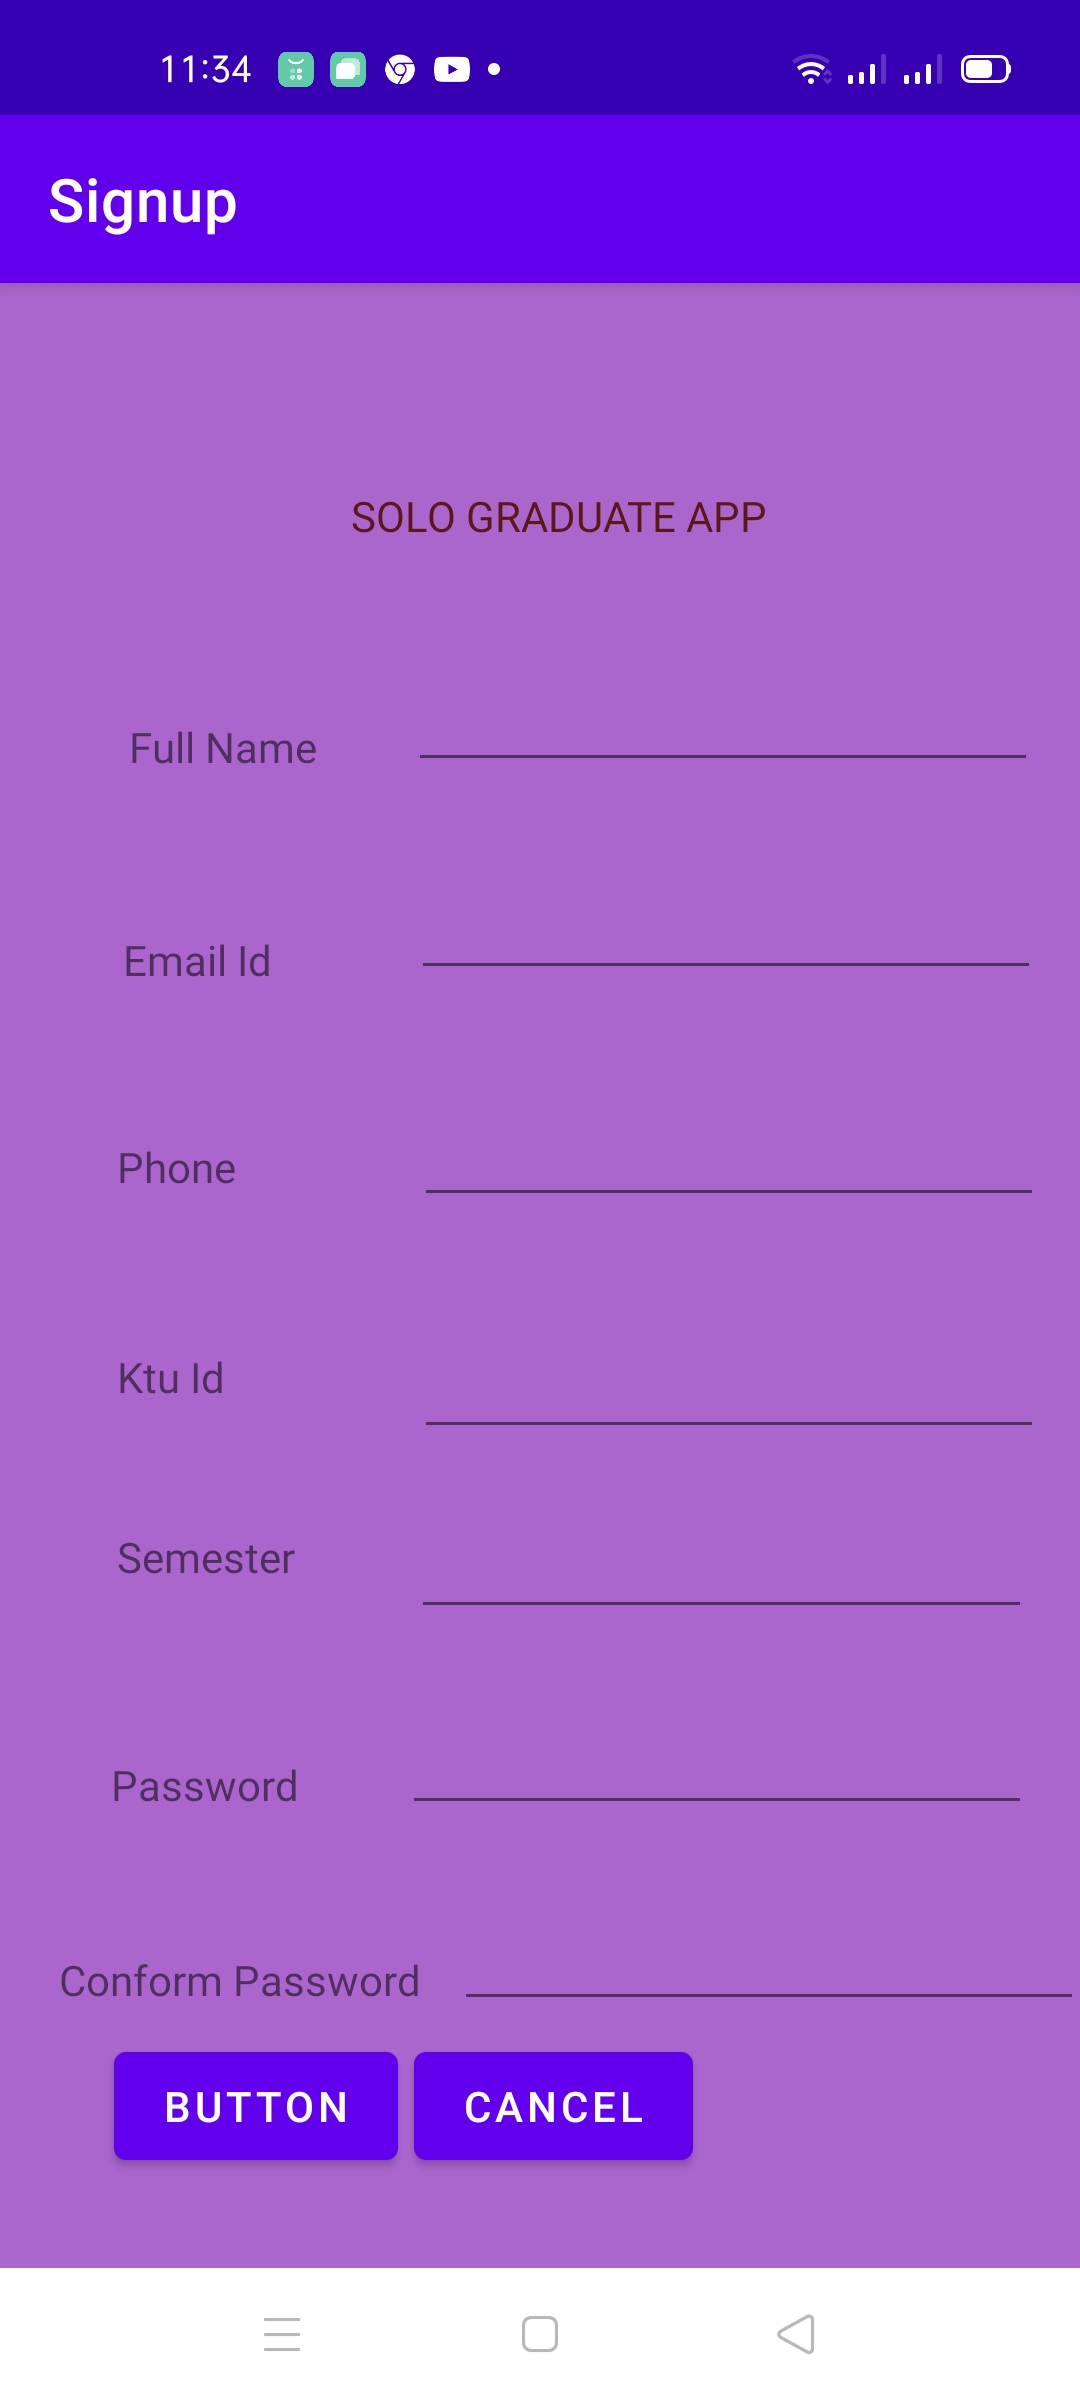 11:34
Signup
SOLO GRADUATE APP
Full Name
Email Id
Phone
Ktu Id
Semester
Password
Conform Password
BUTTON CANCEL